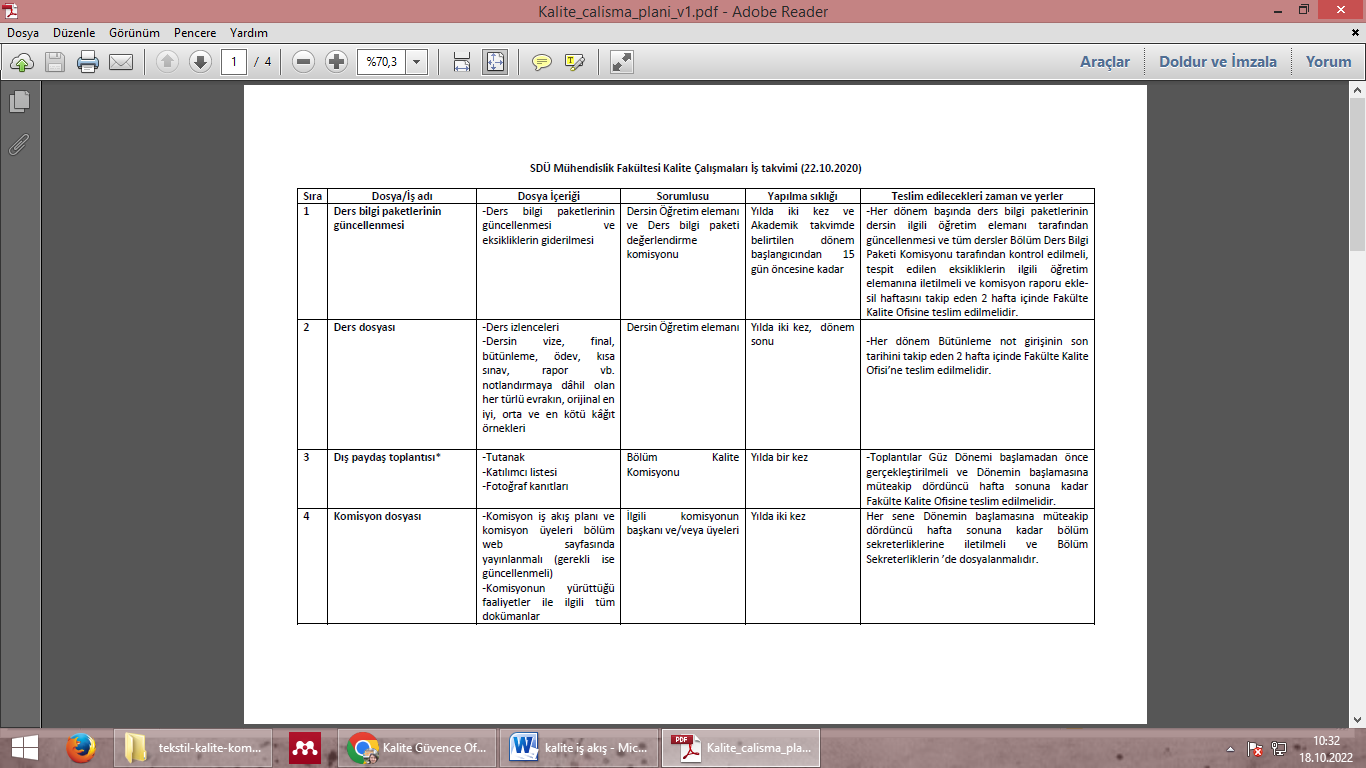 Kalite_calisma_plani_v1.pdf - Adobe Reader
Dosya Düzenle Görünüm Pencere Yardım
1 / 4 %70,3 Araçlar Doldur ve İmzala Yorum
SDÜ Mühendislik Fakültesi Kalite Çalışmaları İş takvimi (22.10.2020)
Sıra Dosya/İş adı Dosya İçeriği Sorumlusu Yapılma sıklığı Teslim edilecekleri zaman ve yerler
1
Ders bilgi paketlerinin
güncellenmesi
-Ders bilgi paketlerinin
güncellenmesi ve
eksikliklerin giderilmesi
Dersin Öğretim elemanı
ve Ders bilgi paketi
değerlendirme
komisyonu
Yılda iki kez ve
Akademik takvimde
belirtilen dönem
başlangıcından 15
gün öncesine kadar
-Her dönem başında ders bilgi paketlerinin
dersin ilgili öğretim elemanı tarafından
güncellenmesi ve tüm dersler Bölüm Ders Bilgi
Paketi Komisyonu tarafından kontrol edilmeli,
tespit edilen eksikliklerin ilgili öğretim
elemanına iletilmeli ve komisyon raporu ekle-
sil haftasını takip eden 2 hafta içinde Fakülte
Kalite Ofisine teslim edilmelidir.
2
Ders dosyası
-Ders izlenceleri
-Dersin vize, final,
bütünleme, ödev, kısa
sınav, rapor vb.
notlandırmaya dâhil olan
her türlü evrakın, orijinal en
iyi, orta ve en kötü kâğıt
örnekleri
Dersin Öğretim elemanı
Yılda iki kez, dönem
sonu
-Her dönem Bütünleme not girişinin son
tarihini takip eden 2 hafta içinde Fakülte Kalite
Ofisi’ne teslim edilmelidir.
3
Dış paydaş toplantısı*
-Tutanak
-Katılımcı listesi
-Fotoğraf kanıtları
Bölüm Kalite
Komisyonu
Yılda bir kez
-Toplantılar Güz Dönemi başlamadan önce
gerçekleştirilmeli ve Dönemin başlamasına
müteakip dördüncü hafta sonuna kadar
Fakülte Kalite Ofisine teslim edilmelidir.
4
Komisyon dosyası
-Komisyon iş akış planı ve
komisyon üyeleri bölüm
web sayfasında
yayınlanmalı (gerekli ise
güncellenmeli)
-Komisyonun yürüttüğü
faaliyetler ile ilgili tüm
dokümanlar
İlgili komisyonun
başkanı ve/veya üyeleri
Yılda iki kez
Her sene Dönemin başlamasına müteakip
dördüncü hafta sonuna kadar bölüm
sekreterliklerine iletilmeli ve Bölüm
Sekreterliklerin ’de dosyalanmalıdır.
tekstil-kalite-kom... Kalite Güvence Of... kalite iş akış - Mic... Kalite_calisma_pla...
10:32
18.10.2022